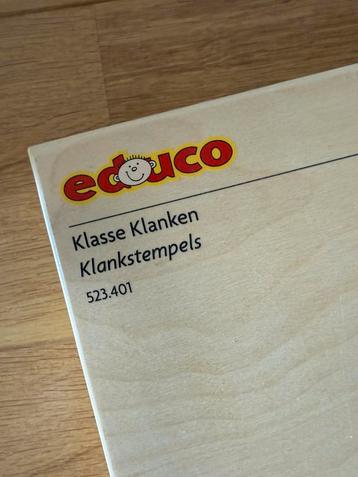 educo
Klasse Klanken
Klankstempels
523.401